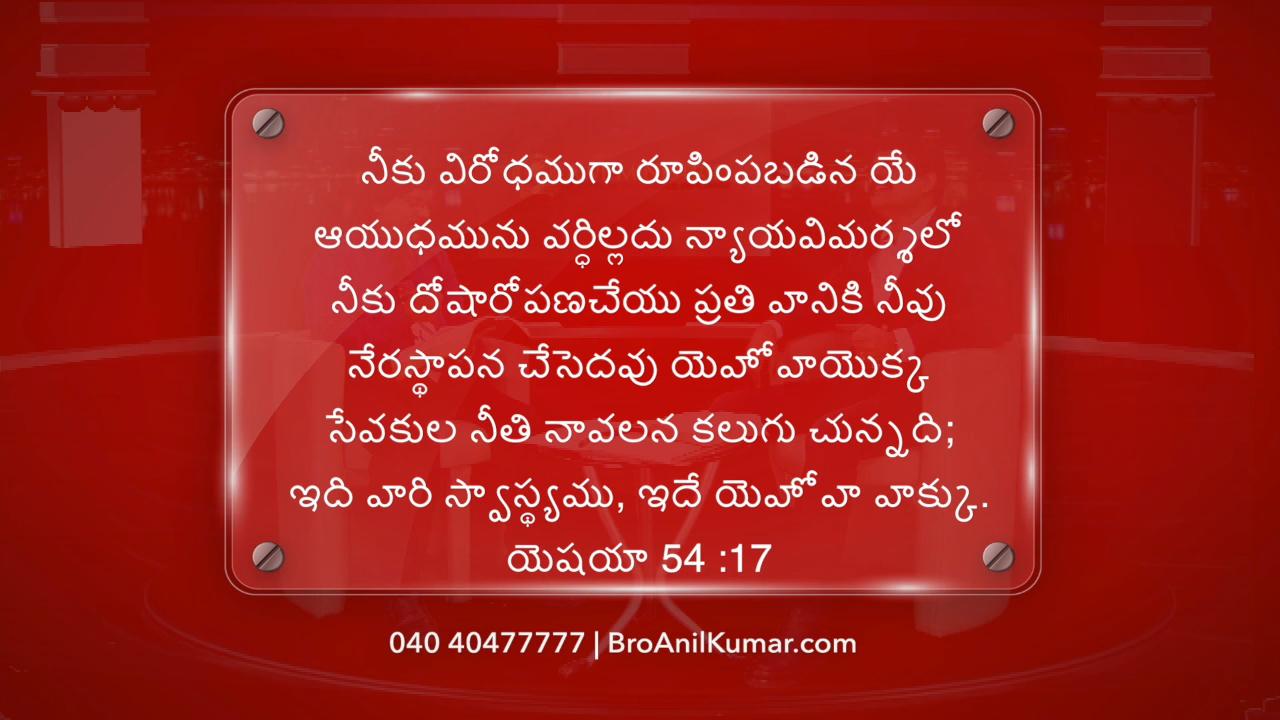 నీకు విరోధముగా రూపింపబడిన యే
ఆయుధమును వర్ధిల్లదు న్యాయవిమర్శలో
నీకు దోషారోపణచేయు ప్రతి వానికి నీవు
నేరస్థాపన చేసెదవు యెహోవాయొక్క
సేవకుల నీతి నావలన కలుగు చున్నది;
ఇది వారి స్వాస్థ్యము, ఇదే యెహోవా వాక్కు.
యెషయా 54 :17
040 40477777 | BroAnilKumar.com